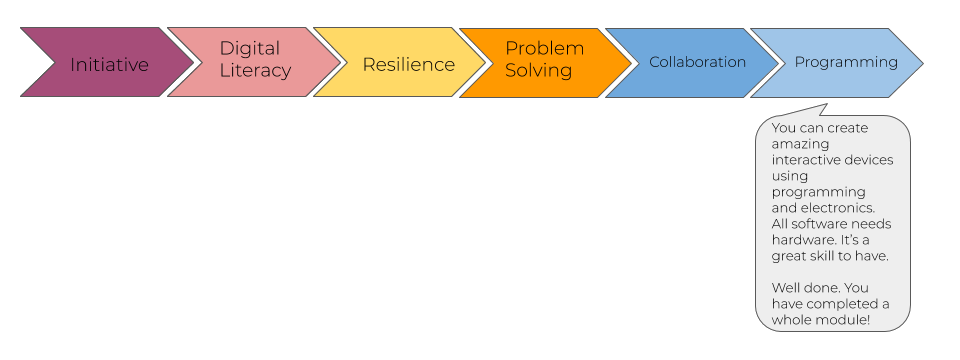 Initiative
Digital
Literacy
Resilience
Problem
Solving
Collaboration
Programming
You can create
amazing
interactive devices
using
programming
and electronics.
All software needs
hardware. It's a
great skill to have.
Well done. You
have completed a
whole module!